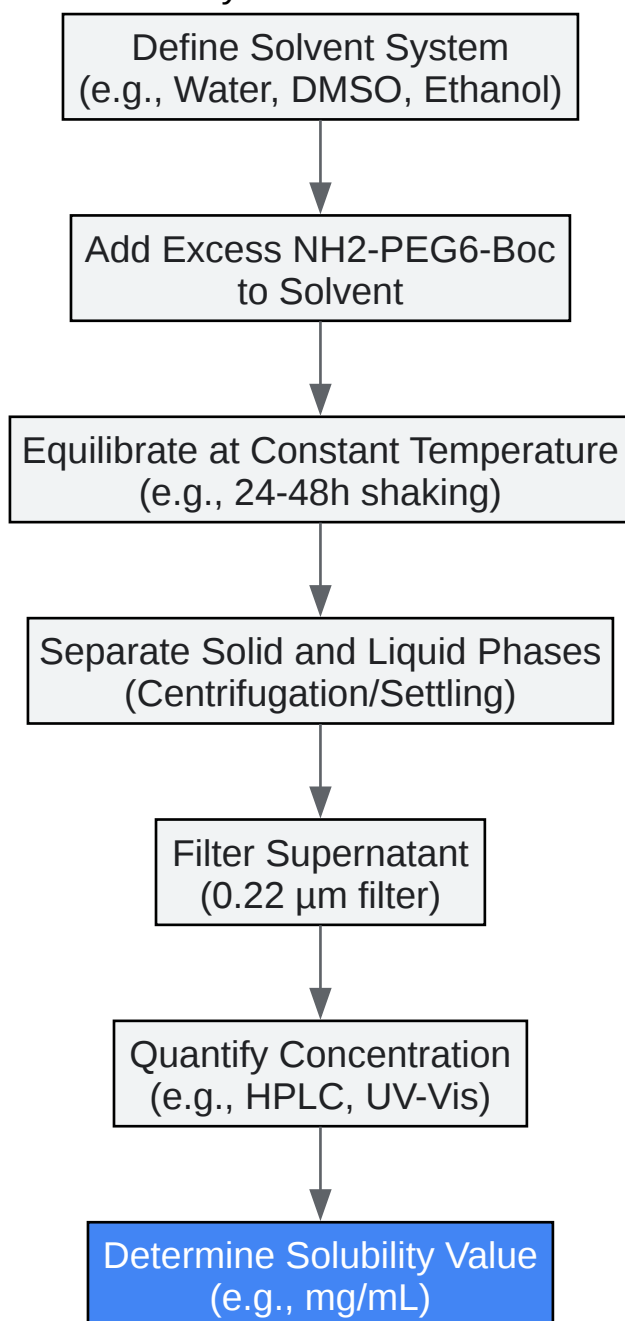 Define Solvent System
(e.g., Water, DMSO, Ethanol)
Add Excess NH2-PEG6-Boc
to Solvent
Equilibrate at Constant Temperature
(e.g., 24-48h shaking)
Separate Solid and Liquid Phases
(Centrifugation/Settling)
Filter Supernatant
(0.22 µm filter)
Quantify Concentration
(e.g., HPLC, UV-Vis)
Determine Solubility Value
(e.g., mg/mL)